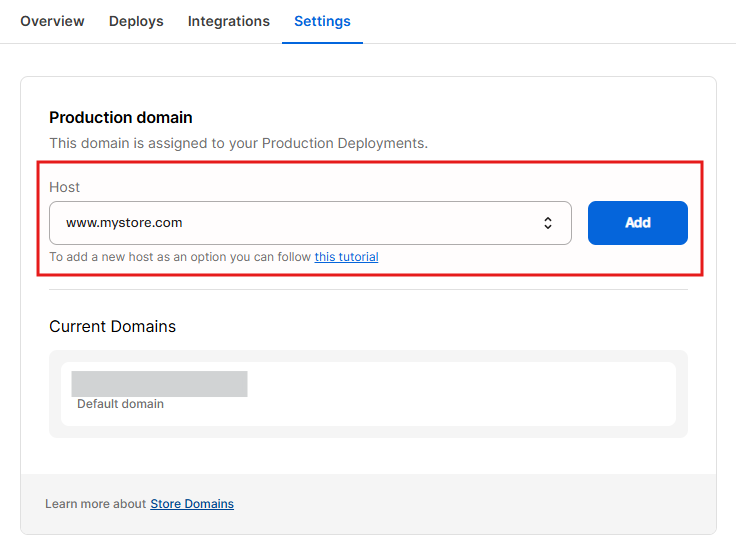 Overview Deploys Integrations Settings
Production domain
This domain is assigned to your Production Deployments.
Host
www.mystore.com Add
To add a new host as an option you can follow this tutorial
Current Domains
Default domain
Learn more about Store Domains